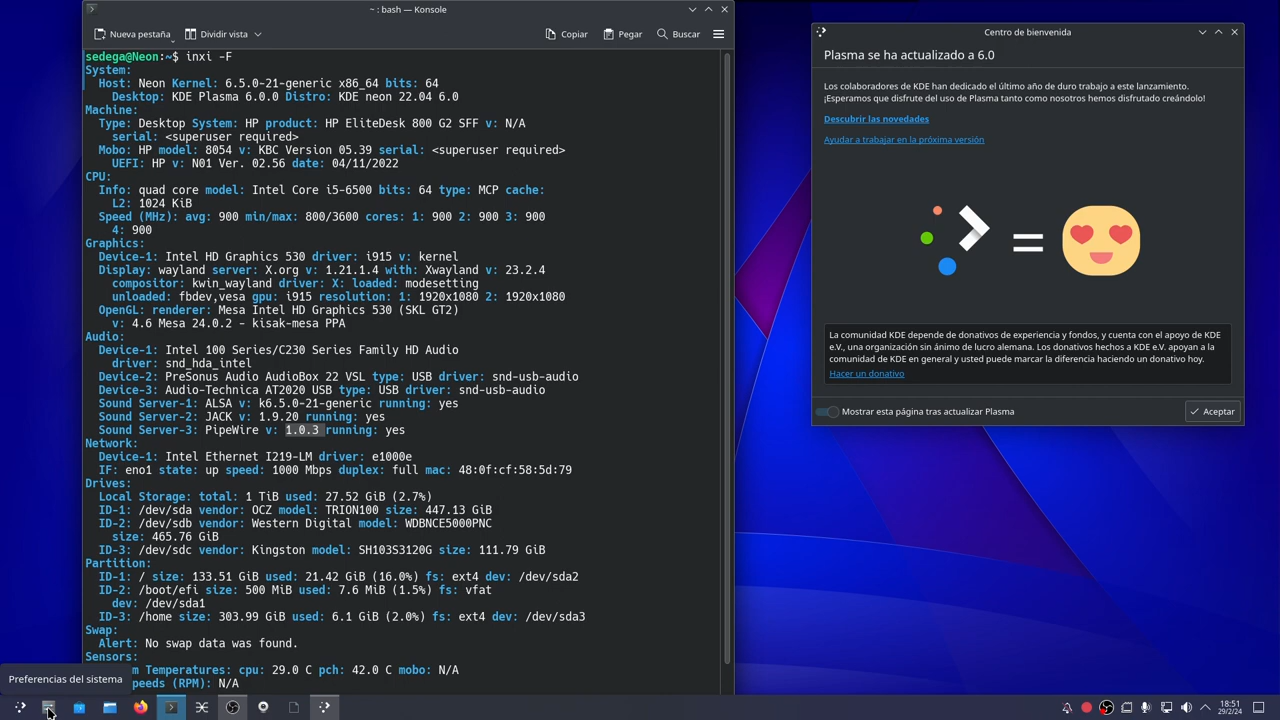 ~ : bash — Konsole
Nueva pestaña
Dividir vista
Copiar
Pegar
Buscar
sedega@Neon:~$ inxi -F
System:
Host: Neon Kernel: 6.5.0-21-generic x86_64 bits: 64
Desktop: KDE Plasma 6.0.0 Distro: KDE neon 22.04 6.0
Machine:
Type: Desktop System: HP product: HP EliteDesk 800 G2 SFF v: N/A
serial: <superuser required>
Mobo: HP model: 8054 v: KBC Version 05.39 serial: <superuser required>
UEFI: HP v: N01 Ver. 02.56 date: 04/11/2022
CPU:
Info: quad core model: Intel Core i5-6500 bits: 64 type: MCP cache:
L2: 1024 KiB
Speed (MHz): avg: 900 min/max: 800/3600 cores: 1: 900 2: 900 3: 900
4: 900
Graphics:
Device-1: Intel HD Graphics 530 driver: i915 v: kernel
Display: wayland server: X.org v: 1.21.1.4 with: Xwayland v: 23.2.4
compositor: kwin_wayland driver: X: loaded: modesetting
unloaded: fbdev,vesa gpu: i915 resolution: 1: 1920x1080 2: 1920x1080
OpenGL: renderer: Mesa Intel HD Graphics 530 (SKL GT2)
v: 4.6 Mesa 24.0.2 - kisak-mesa PPA
Audio:
Device-1: Intel 100 Series/C230 Series Family HD Audio
driver: snd_hda_intel
Device-2: PreSonus Audio AudioBox 22 VSL type: USB driver: snd-usb-audio
Device-3: Audio-Technica AT2020 USB type: USB driver: snd-usb-audio
Sound Server-1: ALSA v: k6.5.0-21-generic running: yes
Sound Server-2: JACK v: 1.9.20 running: yes
Sound Server-3: PipeWire v: 1.0.3 running: yes
Network:
Device-1: Intel Ethernet I219-LM driver: e1000e
IF: eno1 state: up speed: 1000 Mbps duplex: full mac: 48:0f:cf:58:5d:79
Drives:
Local Storage: total: 1 TiB used: 27.52 GiB (2.7%)
ID-1: /dev/sda vendor: OCZ model: TRION100 size: 447.13 GiB
ID-2: /dev/sdb vendor: Western Digital model: WDBNCE5000PNC
size: 465.76 GiB
ID-3: /dev/sdc vendor: Kingston model: SH103S3120G size: 111.79 GiB
Partition:
ID-1: / size: 133.51 GiB used: 21.42 GiB (16.0%) fs: ext4 dev: /dev/sda2
ID-2: /boot/efi size: 500 MiB used: 7.6 MiB (1.5%) fs: vfat
dev: /dev/sda1
ID-3: /home size: 303.99 GiB used: 6.1 GiB (2.0%) fs: ext4 dev: /dev/sda3
Swap:
Alert: No swap data was found.
Sensors:
Temperatures: cpu: 29.0 C pch: 42.0 C mobo: N/A
(RPM): N/A
Preferencias del sistema
Centro de bienvenida
Plasma se ha actualizado a 6.0
Los colaboradores de KDE han dedicado el último año de duro trabajo a este lanzamiento.
¡Esperamos que disfrute del uso de Plasma tanto como nosotros hemos disfrutado creándolo!
Descubrir las novedades
Ayudar a trabajar en la próxima versión
La comunidad KDE depende de donativos de experiencia y fondos, y cuenta con el apoyo de KDE
e.V., una organización sin ánimo de lucro alemana. Los donativos hechos a KDE e.V. apoyan a la
comunidad de KDE en general y usted puede marcar la diferencia haciendo un donativo hoy.
Hacer un donativo
Mostrar esta página tras actualizar Plasma
Aceptar
18:51
29/2/24